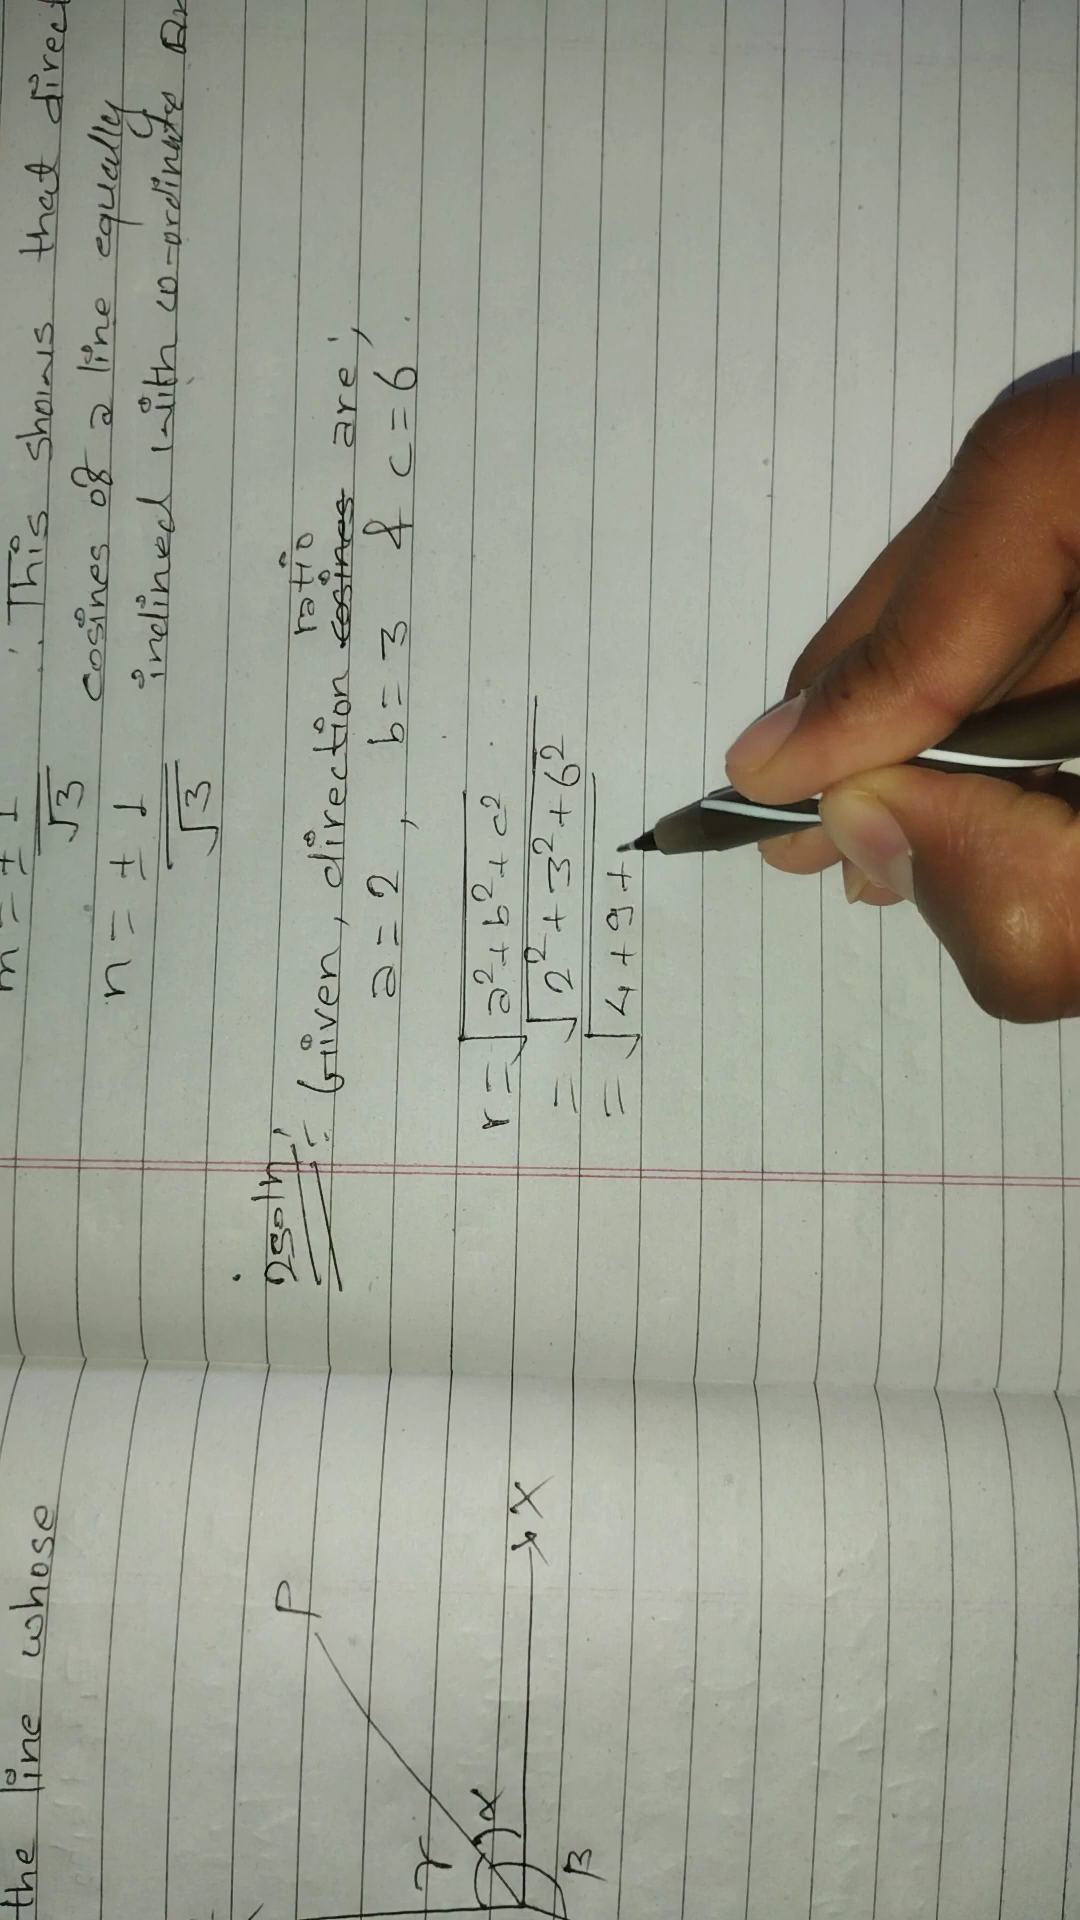 m = ± 1
√3
. This shows that direct
cosines of a line equally
n = ± 1
√3
inclined with co-ordinate
2soln:- Given, direction cosines ratio are,
a = 2, b = 3 & c = 6.
r = √a²+b²+c².
= √2²+3²+6²
= √4+9+
the line whose
P
X
γ
α
β